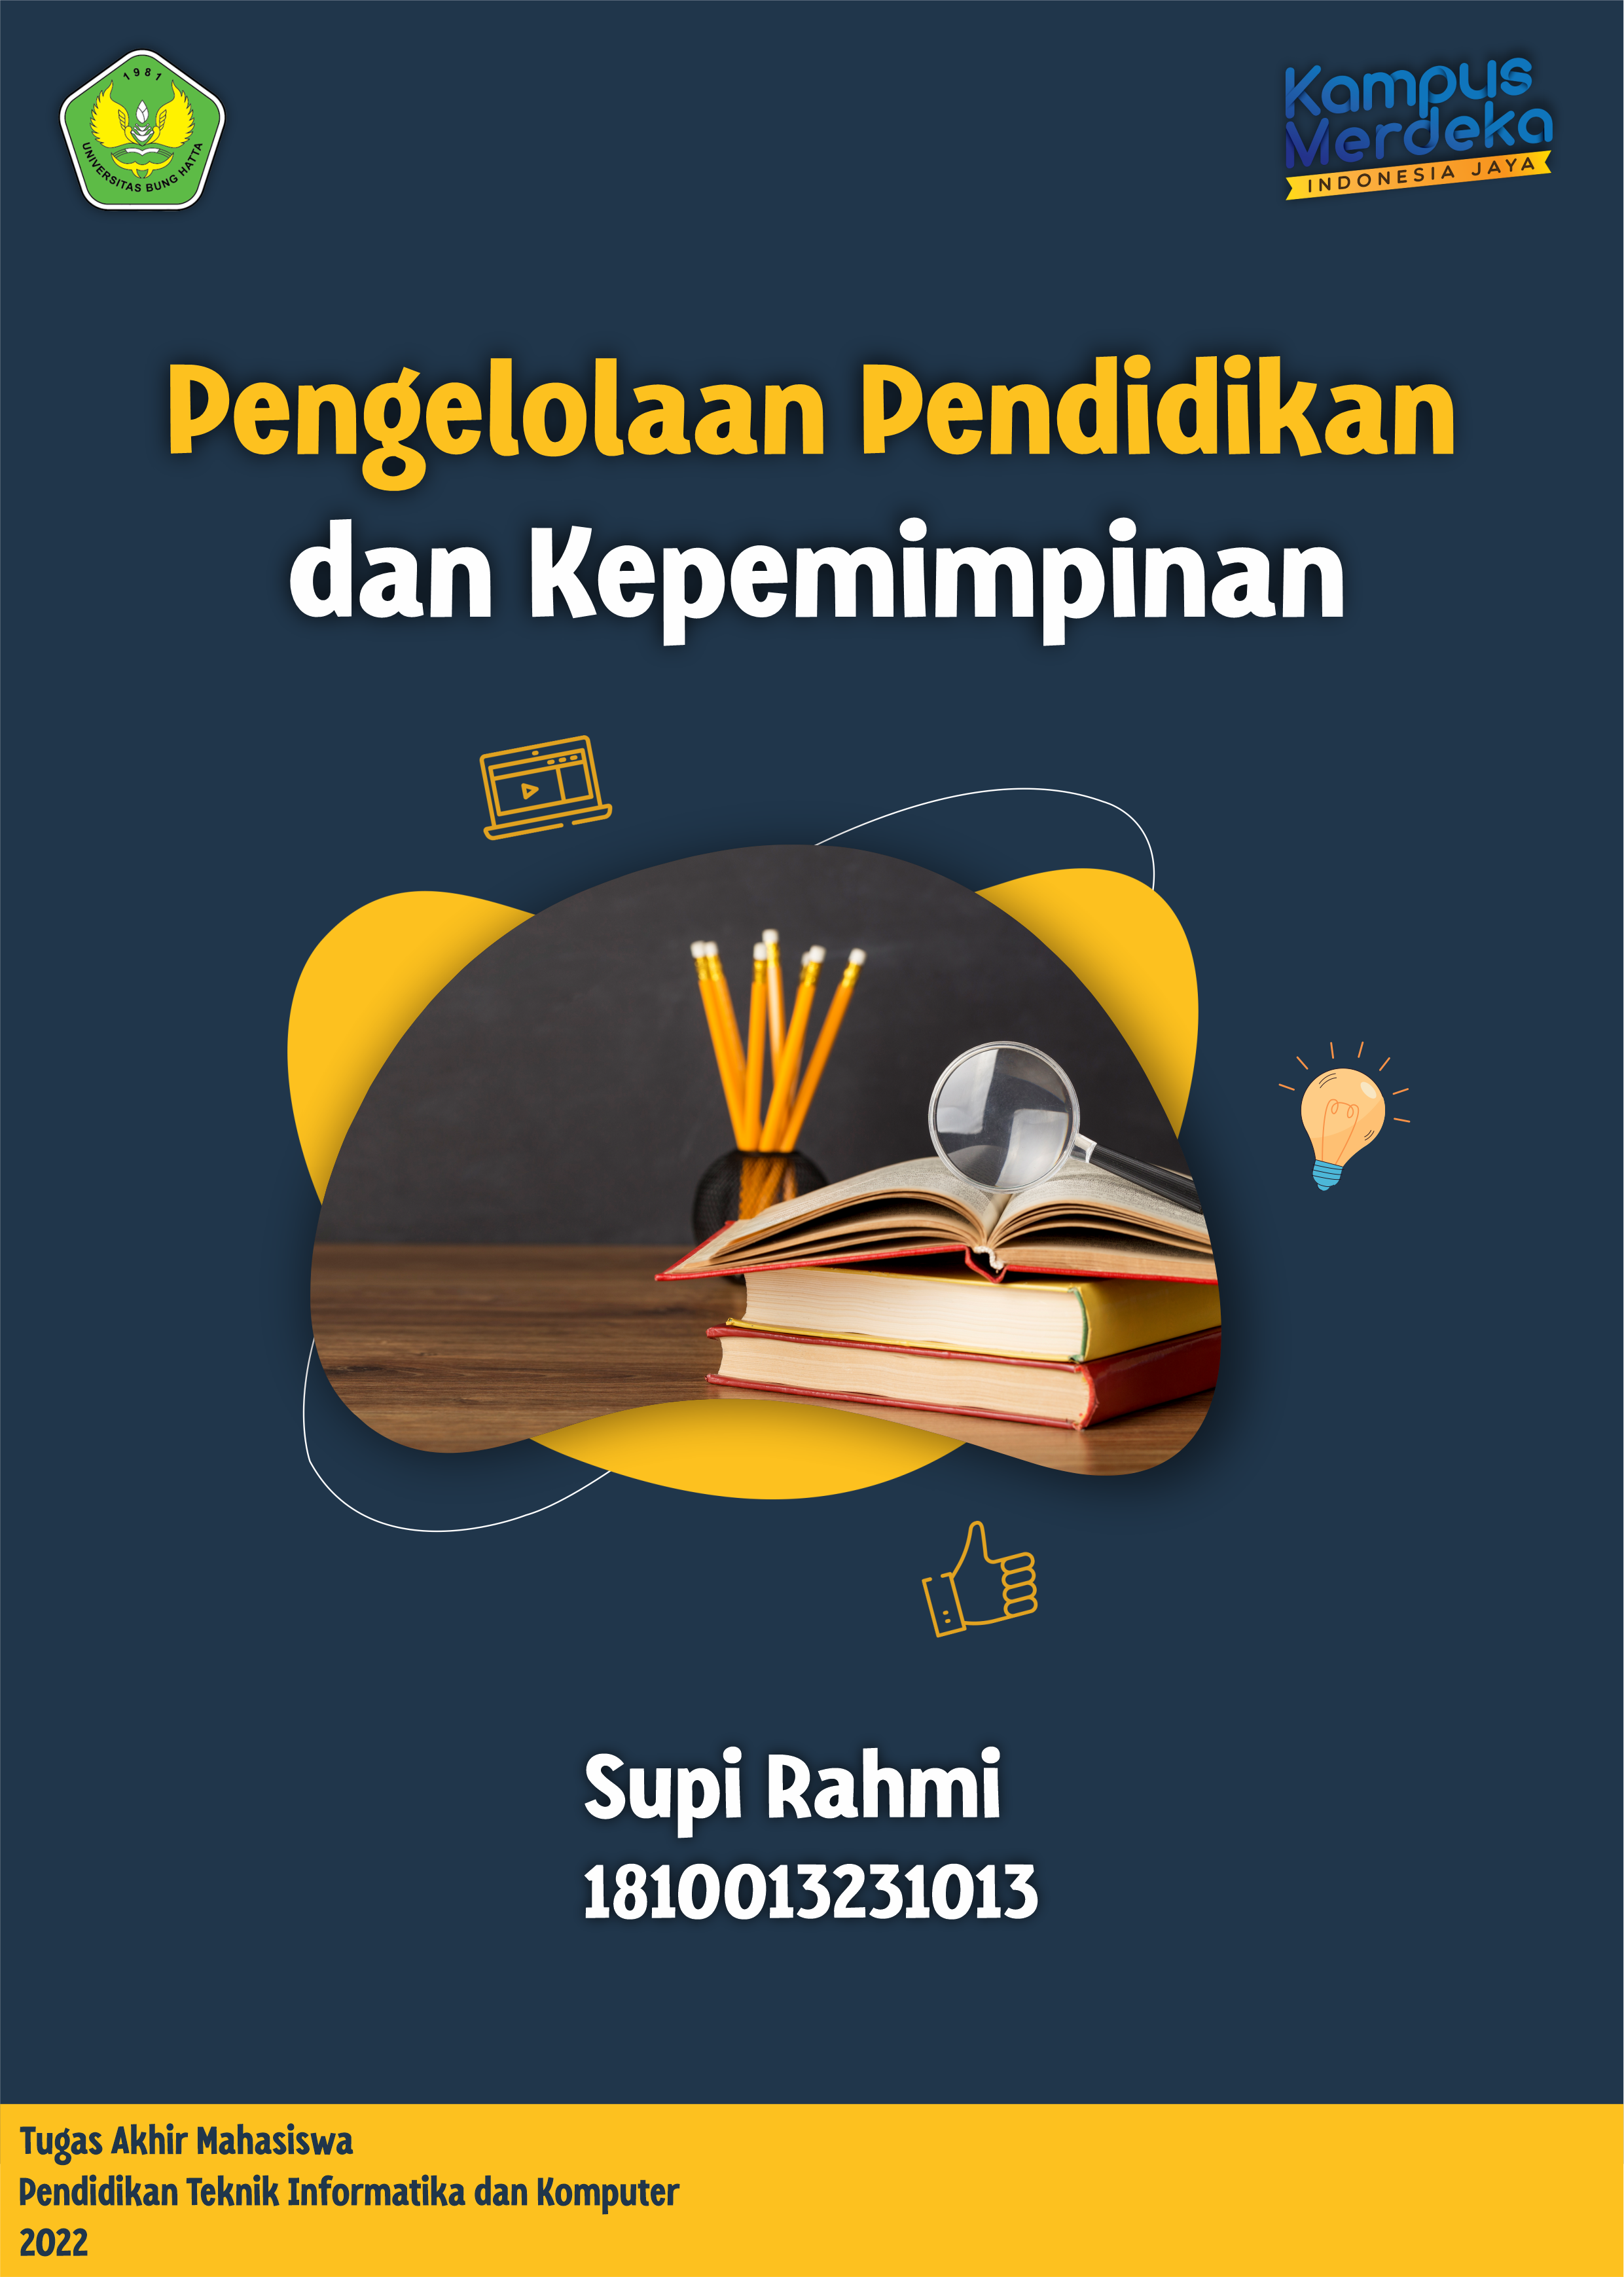 1981
UNIVERSITAS BUNG HATTA
Kampus
Merdeka
INDONESIA JAYA
Pengelolaan Pendidikan
dan Kepemimpinan
Supi Rahmi
1810013231013
Tugas Akhir Mahasiswa
Pendidikan Teknik Informatika dan Komputer
2022